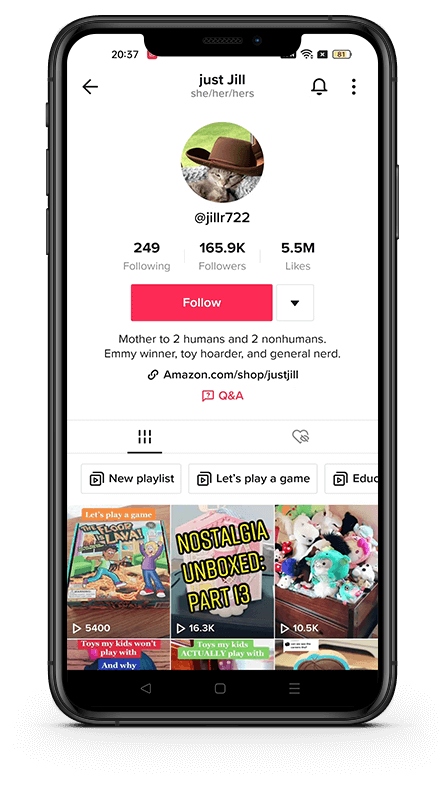 20:37
81
just Jill
she/her/hers
@jillr722
249
165.9K
5.5M
Following
Followers
Likes
Follow
Mother to 2 humans and 2 nonhumans.
Emmy winner, toy hoarder, and general nerd.
Amazon.com/shop/justjill
Q&A
New playlist
Let's play a game
Educ
Let's play a game
THE FLOOR
IS LAVA!
5400
NOSTALGIA
UNBOXED:
PART 13
16.3K
10.5K
Toys my kids won't
play with
And why
Toys my kids
ACTUALLY play with